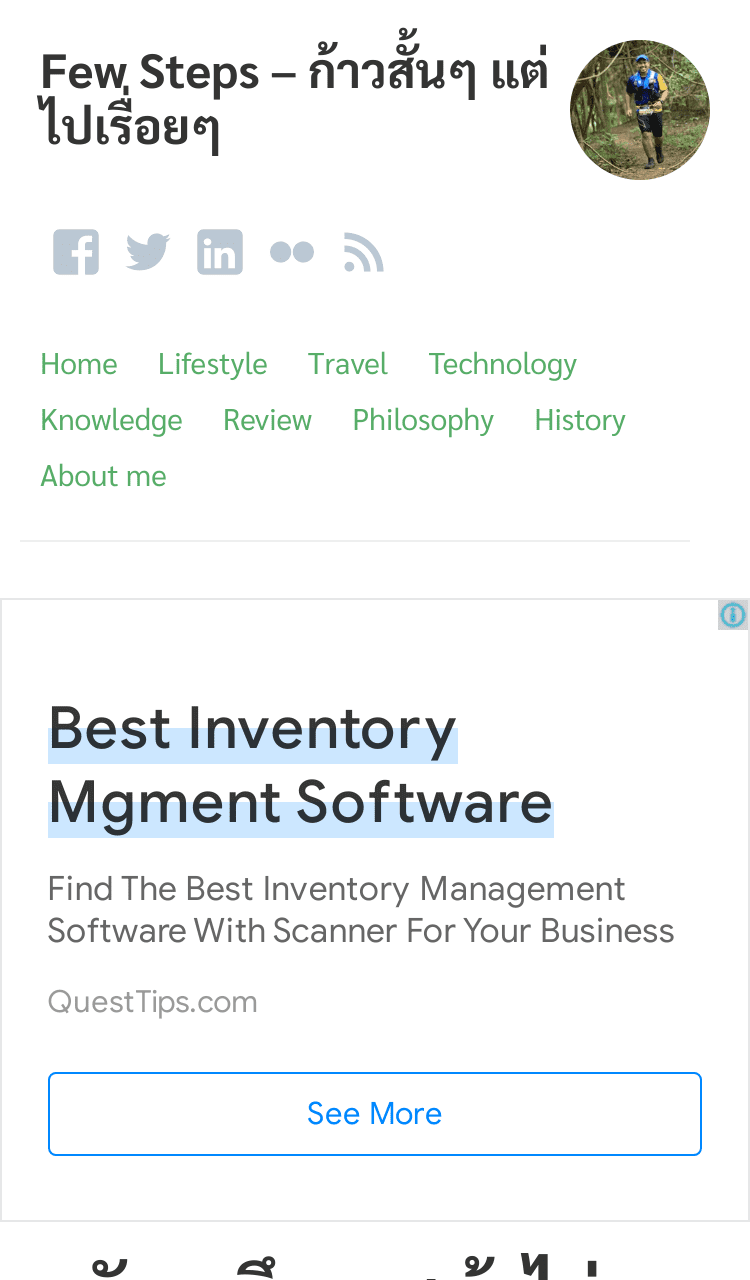 Few Steps – ก้าวสั้นๆ แต่
ไปเรื่อยๆ
Home Lifestyle Travel Technology
Knowledge Review Philosophy History
About me
Best Inventory
Mgment Software
Find The Best Inventory Management
Software With Scanner For Your Business
QuestTips.com
See More